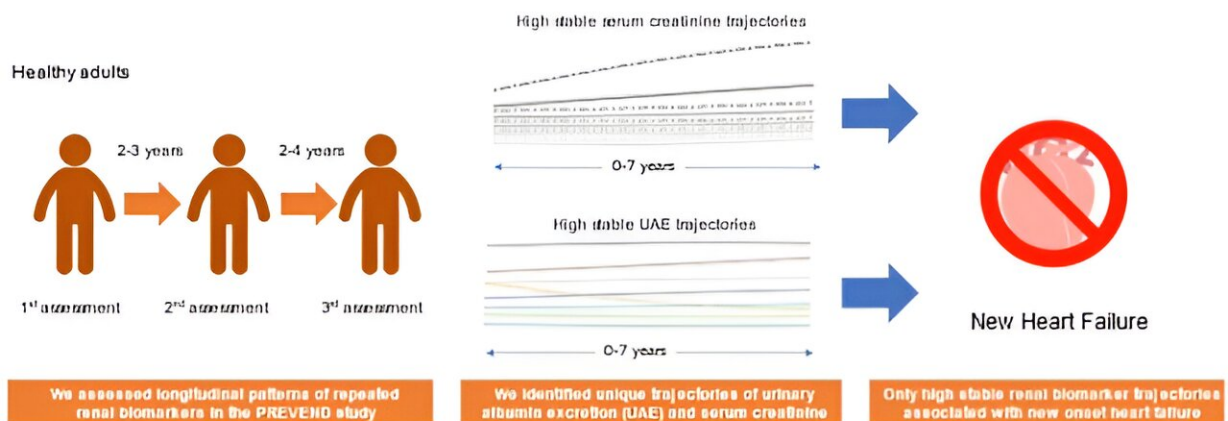 Healthy adults
2-3 years
2-4 years
1st assessment
2nd assessment
3rd assessment
We assessed longitudinal patterns of repeated
renal biomarkers in the PREVEND study
High stable serum creatinine trajectories
0-7 years
High stable UAE trajectories
0-7 years
We identified unique trajectories of urinary
albumin excretion (UAE) and serum creatinine
New Heart Failure
Only high stable renal biomarker trajectories
associated with new onset heart failure